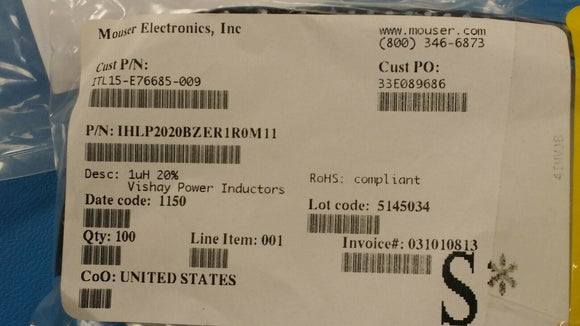 Mouser Electronics, Inc
www.mouser.com
(800) 346-6873
Cust P/N:
ITL15-E76685-009
Cust PO:
33E089686
P/N: IHLP2020BZER1R0M11
Desc: 1uH 20%
Vishay Power Inductors
RoHS: compliant
Date code: 1150
Lot code: 5145034
Qty: 100
Line Item: 001
Invoice#: 031010813
CoO: UNITED STATES
S